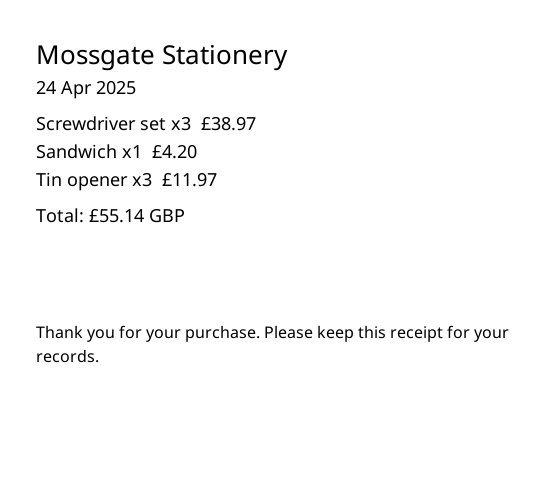 Mossgate Stationery
24 Apr 2025
Screwdriver set x3  £38.97
Sandwich x1  £4.20
Tin opener x3  £11.97
Total: £55.14 GBP
Thank you for your purchase. Please keep this receipt for your
records.